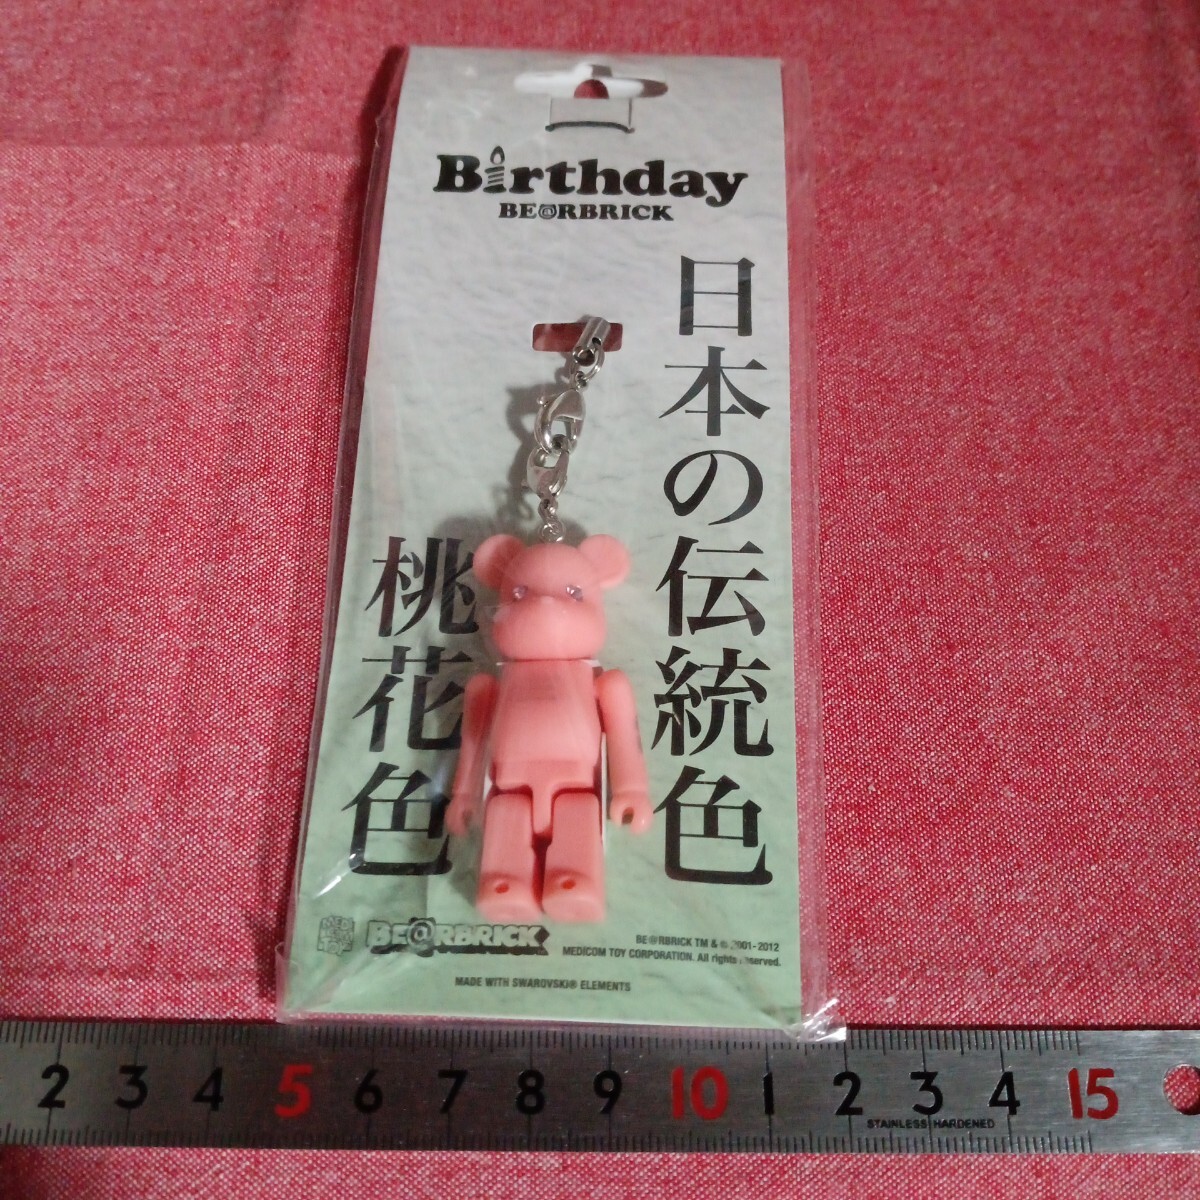 Birthday
BE@RBRICK
日本の伝統色
桃花色
MEDICOM TOY
BE@RBRICK
BE@RBRICK TM & © 2001-2012
MEDICOM TOY CORPORATION. All rights reserved.
MADE WITH SWAROVSKI® ELEMENTS
2 3 4 5 6 7 8 9 10 1 2 3 4 15
STAINLESS HARDENED